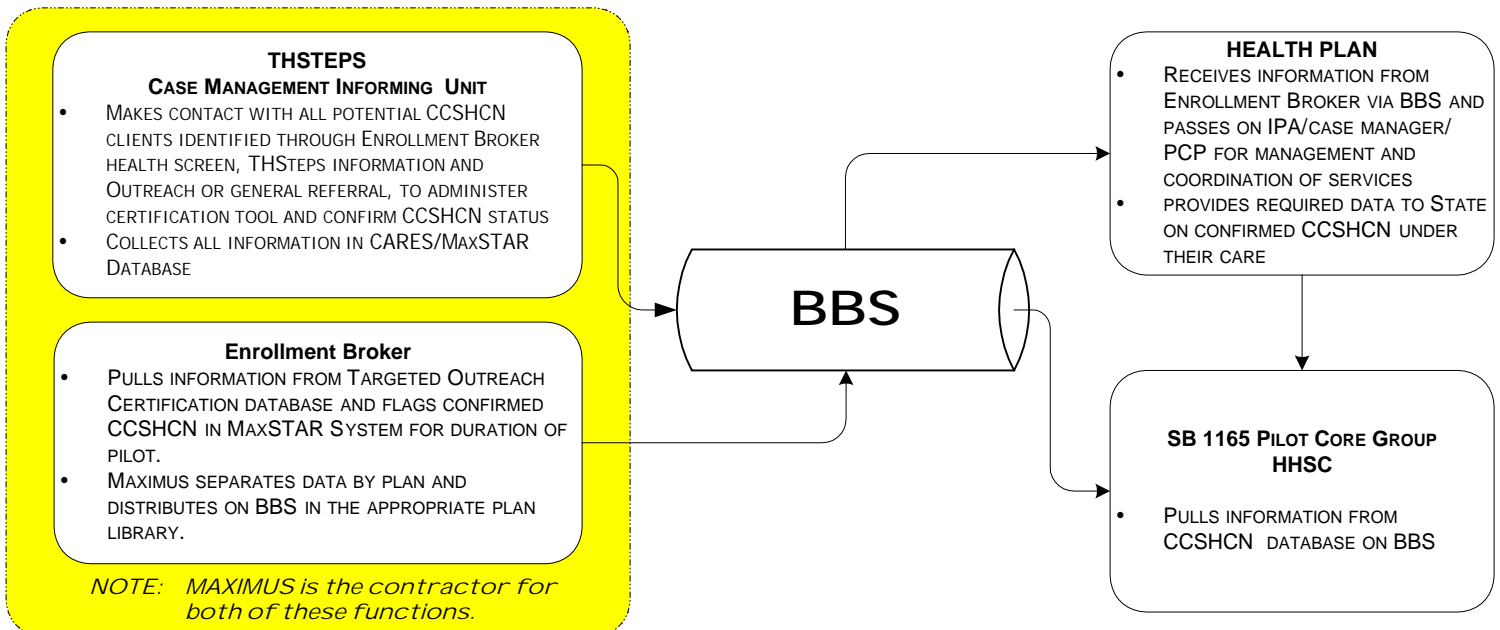 THSTEPS
CASE MANAGEMENT INFORMING UNIT
• MAKES CONTACT WITH ALL POTENTIAL CCSHCN
CLIENTS IDENTIFIED THROUGH ENROLLMENT BROKER
HEALTH SCREEN, THSTEPS INFORMATION AND
OUTREACH OR GENERAL REFERRAL, TO ADMINISTER
CERTIFICATION TOOL AND CONFIRM CCSHCN STATUS
• COLLECTS ALL INFORMATION IN CARES/MAXSTAR
DATABASE
Enrollment Broker
• PULLS INFORMATION FROM TARGETED OUTREACH
CERTIFICATION DATABASE AND FLAGS CONFIRMED
CCSHCN IN MAXSTAR SYSTEM FOR DURATION OF
PILOT.
• MAXIMUS SEPARATES DATA BY PLAN AND
DISTRIBUTES ON BBS IN THE APPROPRIATE PLAN
LIBRARY.
NOTE: MAXIMUS is the contractor for
both of these functions.
BBS
HEALTH PLAN
• RECEIVES INFORMATION FROM
ENROLLMENT BROKER VIA BBS AND
PASSES ON IPA/CASE MANAGER/
PCP FOR MANAGEMENT AND
COORDINATION OF SERVICES
• PROVIDES REQUIRED DATA TO STATE
ON CONFIRMED CCSHCN UNDER
THEIR CARE
SB 1165 PILOT CORE GROUP
HHSC
• PULLS INFORMATION FROM
CCSHCN DATABASE ON BBS